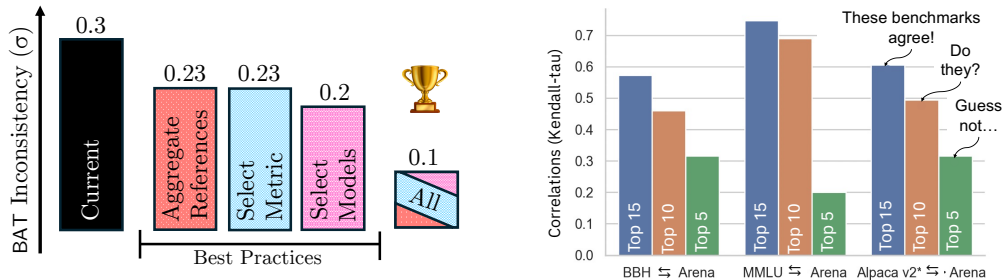 BAT Inconsistency (σ)
0.3
0.23
0.23
0.2
0.1
Current
Aggregate
References
Select
Metric
Select
Models
All
Best Practices
Correlations (Kendall-tau)
0.7
0.6
0.5
0.4
0.3
0.2
0.1
0.0
These benchmarks
agree!
Do
they?
Guess
not...
Top 15
Top 10
Top 5
Top 15
Top 10
Top 5
Top 15
Top 10
Top 5
BBH ⇆ Arena
MMLU ⇆ Arena
Alpaca v2* ⇆ · Arena